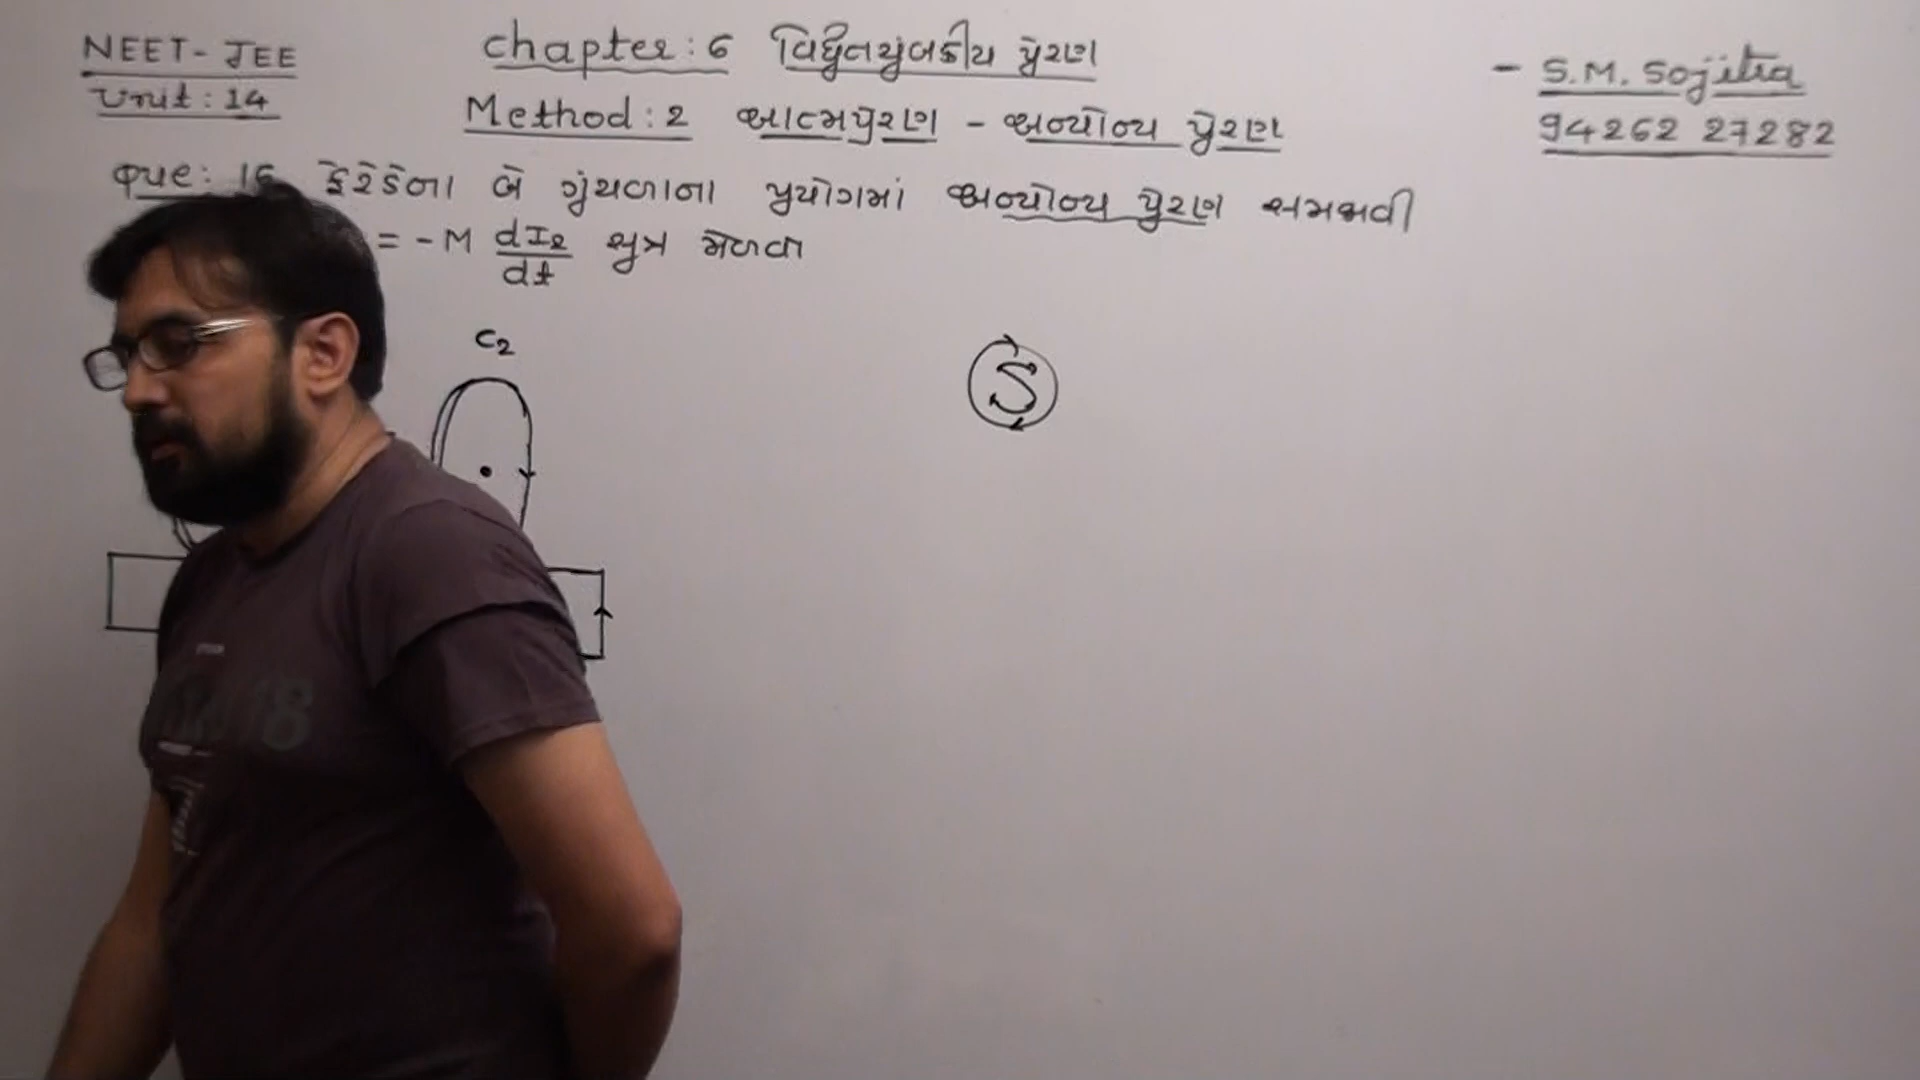 NEET - JEE
Unit : 14
chapter : 6 વિદ્યુતચુંબકીય પ્રેરણ
Method : 2 આત્મપ્રેરણ - અન્યોન્ય પ્રેરણ
- S.M. Sojitra
94262 27282
16 ફેરેડેના બે ગૂંચળાના પ્રયોગમાં અન્યોન્ય પ્રેરણ સમજાવી
= - M dI2/dt સુત્ર મેળવો
C2
S
18